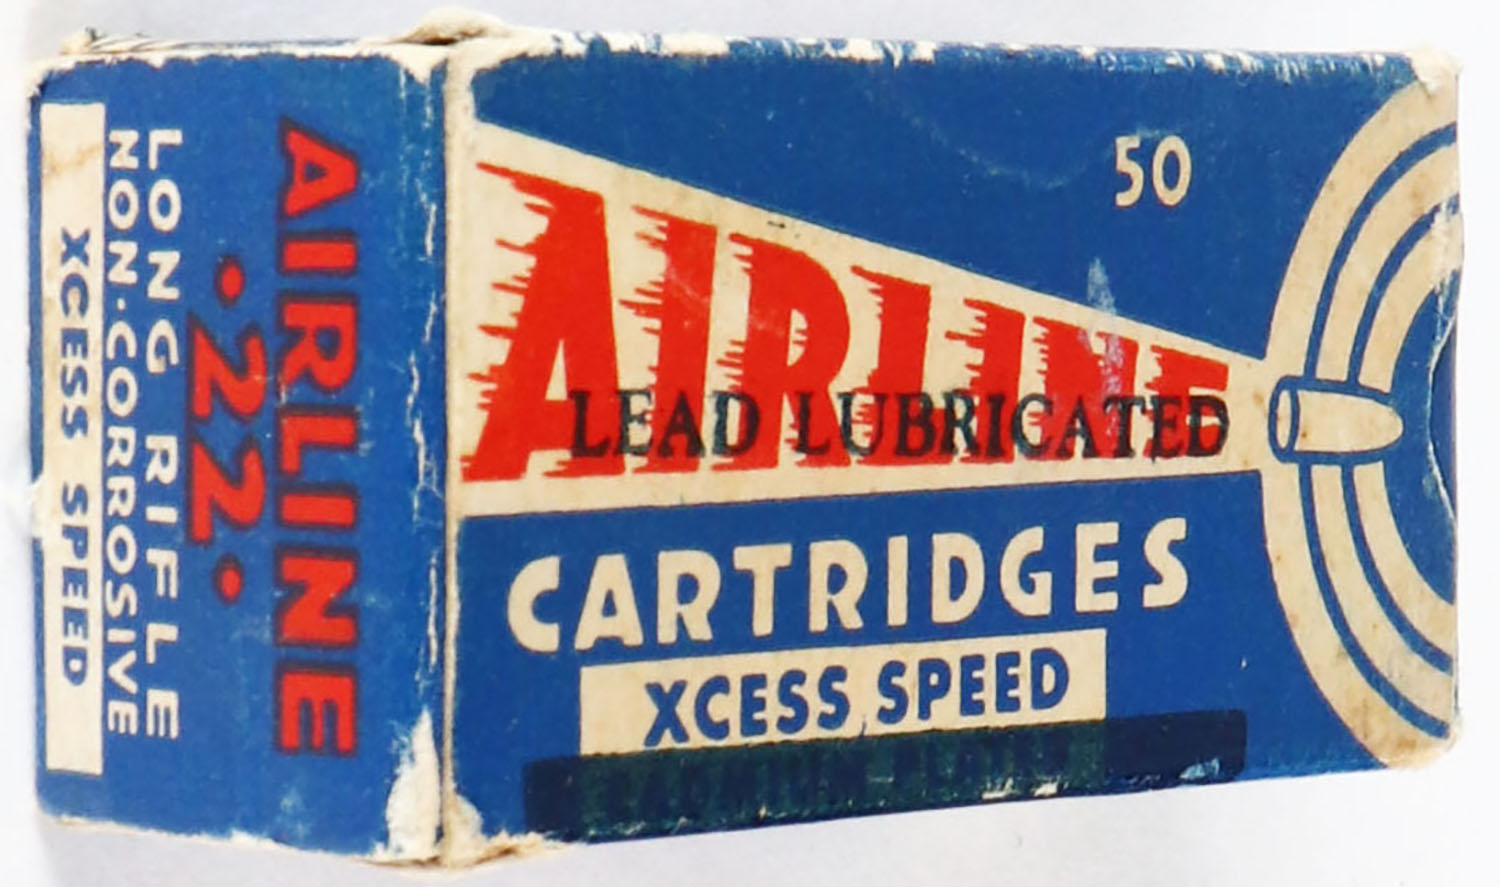 AIRLINE
.22.
LONG RIFLE
NON-CORROSIVE
XCESS SPEED
50
AIRLINE
LEAD LUBRICATED
CARTRIDGES
XCESS SPEED